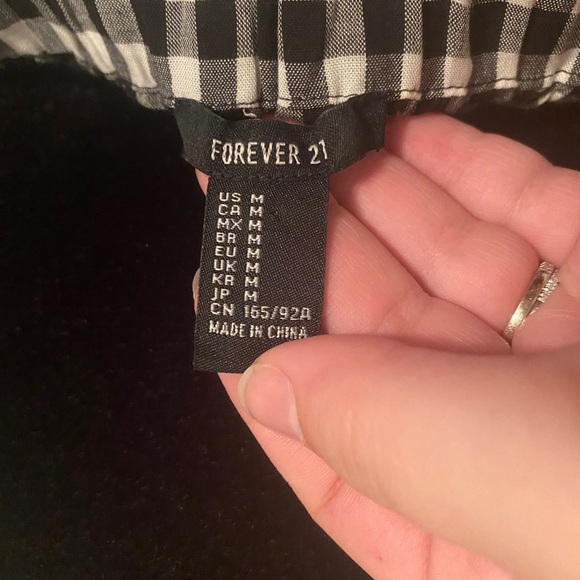 FOREVER 21
US M
CA M
MX M
BR M
EU M
UK M
KR M
JP M
CN 165/92A
MADE IN CHINA